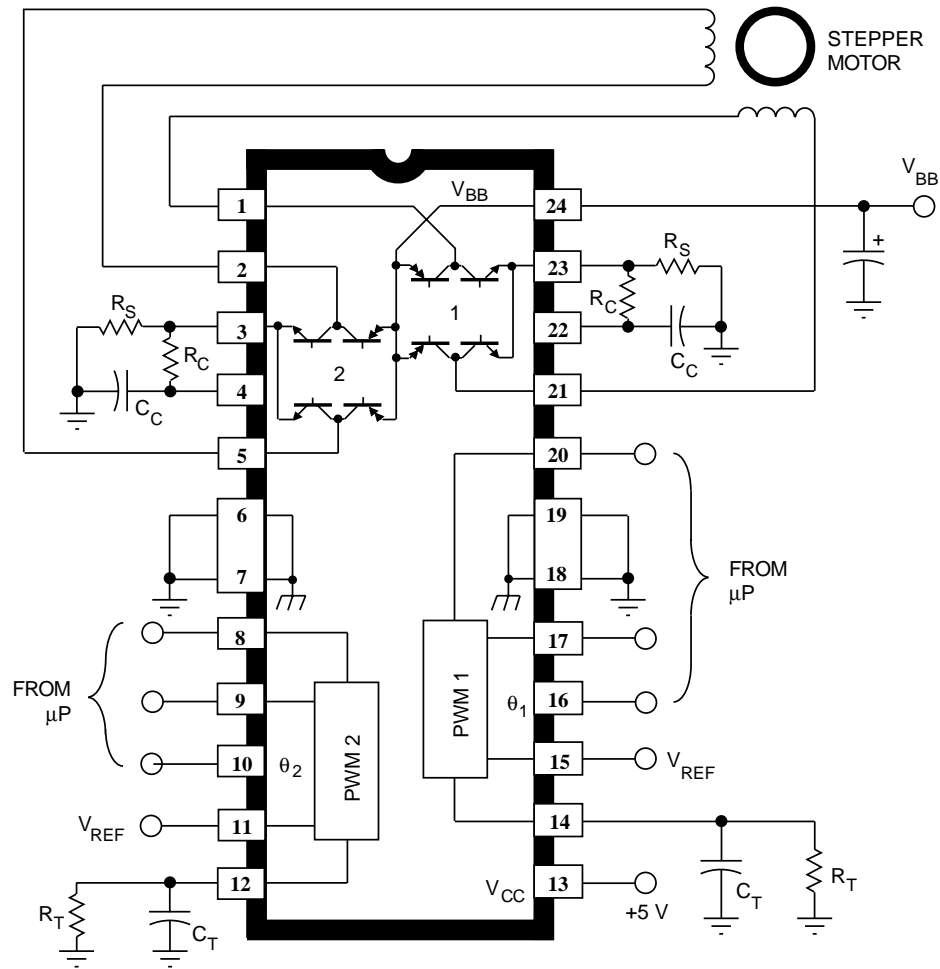 STEPPER
MOTOR
V_BB
1
V_BB
24
2
R_S
23
R_S
3
1
R_C
R_C
2
22
4
C_C
C_C
21
5
20
6
19
FROM
µP
7
18
8
17
FROM
µP
9
PWM 1
θ_1
16
10
θ_2
PWM 2
15
V_REF
V_REF
11
14
12
V_CC
13
+5 V
R_T
C_T
C_T
R_T